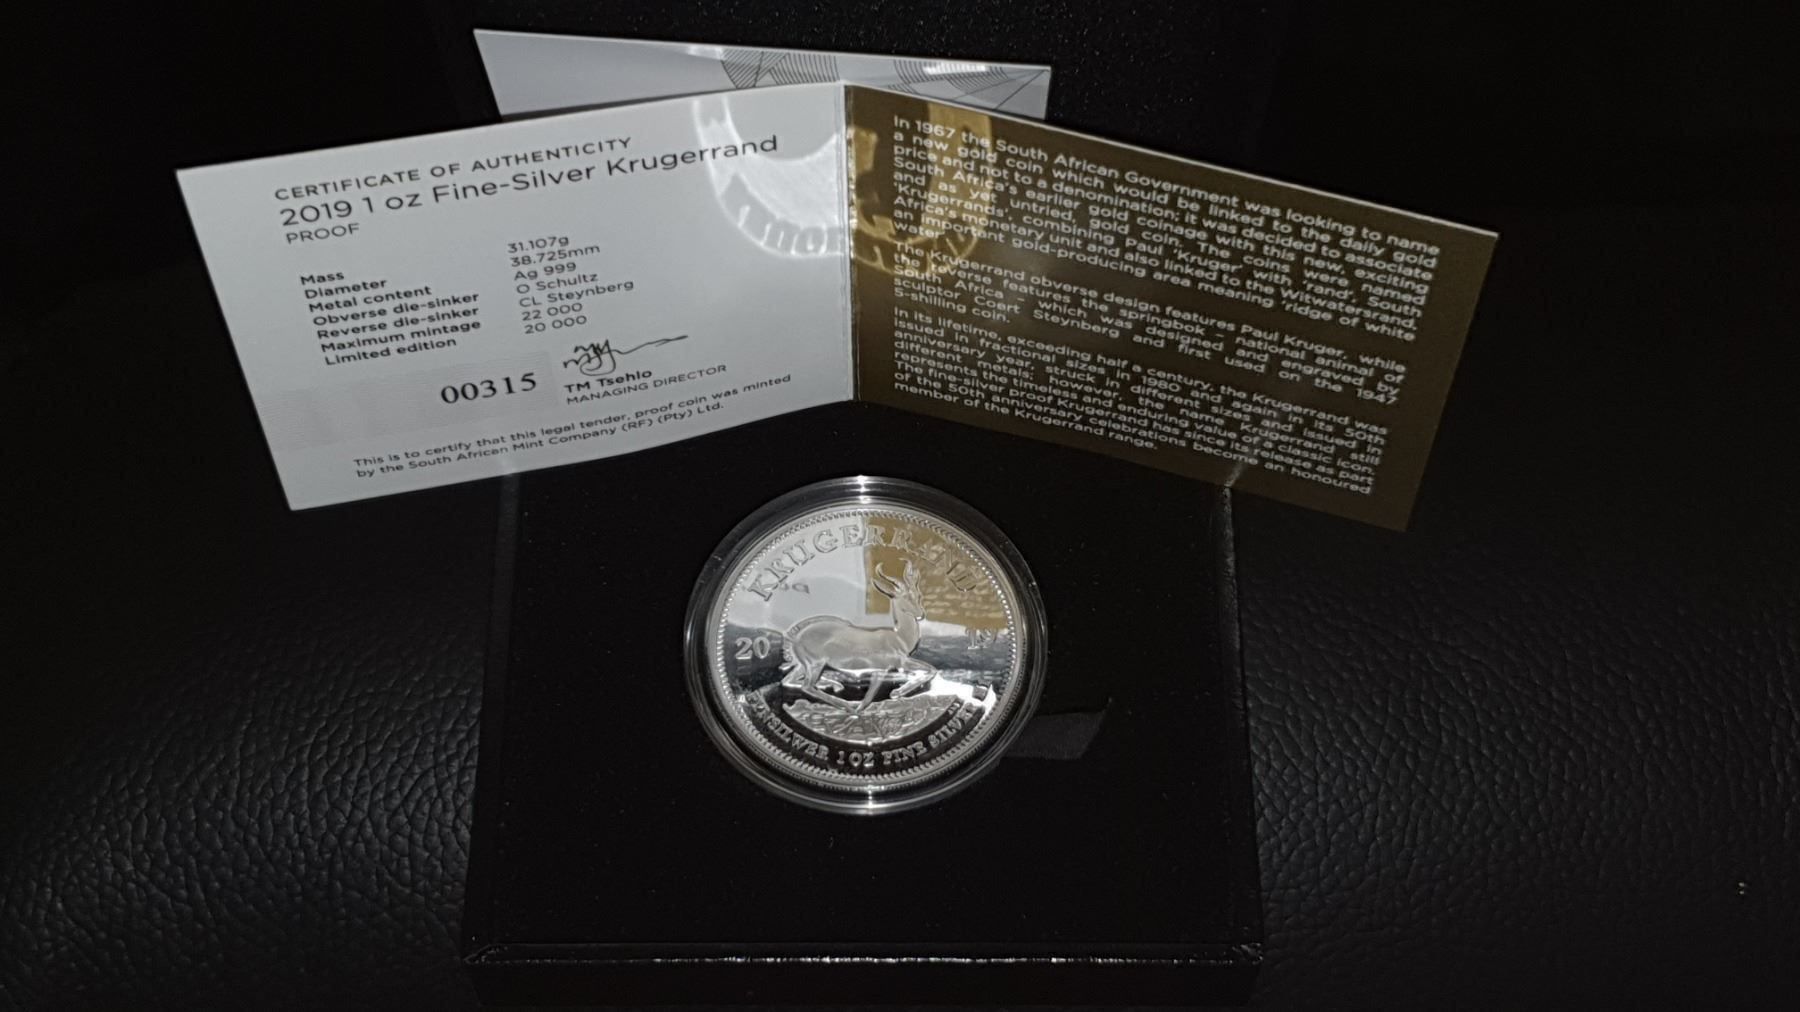 CERTIFICATE OF AUTHENTICITY
2019 1 oz Fine-Silver Krugerrand
PROOF
Mass 31.107g
Diameter 38.725mm
Metal content Ag 999
Obverse die-sinker O Schultz
Reverse die-sinker CL Steynberg
Maximum mintage 22 000
Limited edition 20 000
00315
TM Tsehlo
MANAGING DIRECTOR
This is to certify that this legal tender, proof coin was minted
by the South African Mint Company (RF) (Pty) Ltd.
In 1967 the South African Government was looking to name
a new gold coin which would be linked to the daily gold
price and not to a denomination; it was decided to associate
South Africa's earlier gold coinage with this new, exciting
and as yet untried, gold coin. The coins were named
'Krugerrands', combining Paul 'Kruger' with 'rand', South
Africa's monetary unit and also linked to the Witwatersrand,
an important gold-producing area meaning 'ridge of white
water'.
The Krugerrand obverse design features Paul Kruger, while
the reverse features the springbok – national animal of
South Africa – which was designed and engraved by
sculptor Coert Steynberg and first used on the 1947
5-shilling coin.
In its lifetime, exceeding half a century, the Krugerrand was
issued in fractional sizes in 1980 and again in its 50th
anniversary year, struck in different sizes and issued in
different metals; however, the name Krugerrand still
represents the timeless and enduring value of a classic icon.
The fine-silver proof Krugerrand has since its release as part
of the 50th anniversary celebrations become an honoured
member of the Krugerrand range.
KRUGERRAND
2019
FYNSILWER 1 OZ FINE SILVER